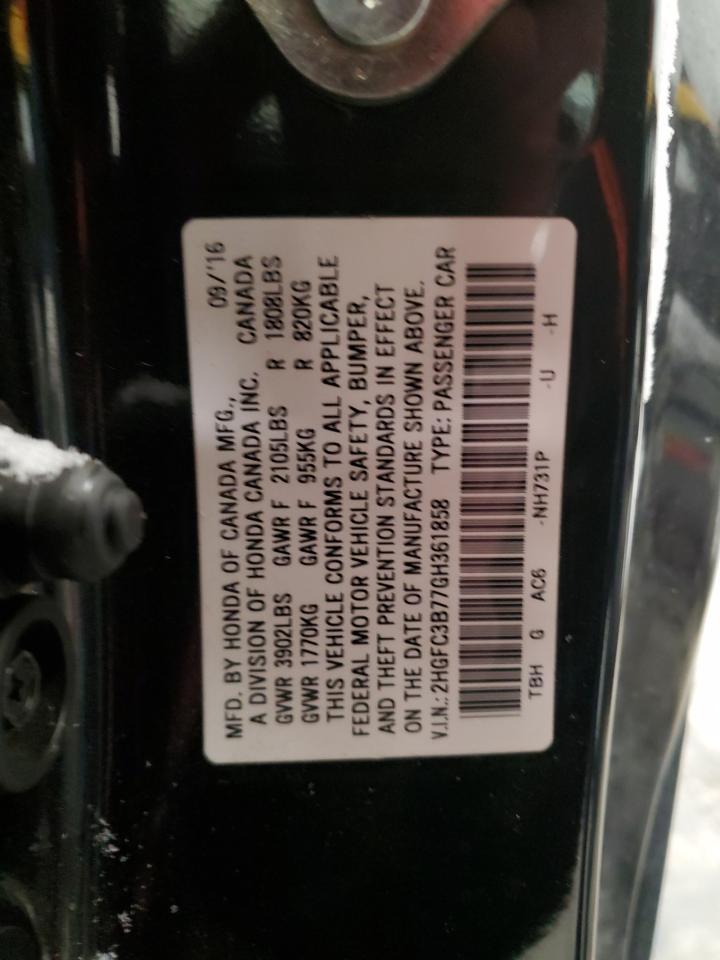 MFD. BY HONDA OF CANADA MFG., 09/'16
A DIVISION OF HONDA CANADA INC. CANADA
GVWR 3902LBS GAWR F 2105LBS R 1808LBS
GVWR 1770KG GAWR F 955KG R 820KG
THIS VEHICLE CONFORMS TO ALL APPLICABLE
FEDERAL MOTOR VEHICLE SAFETY, BUMPER,
AND THEFT PREVENTION STANDARDS IN EFFECT
ON THE DATE OF MANUFACTURE SHOWN ABOVE.
V.I.N.: 2HGFC3B77GH361858 TYPE: PASSENGER CAR
TBH G AC6 -NH731P -U -H